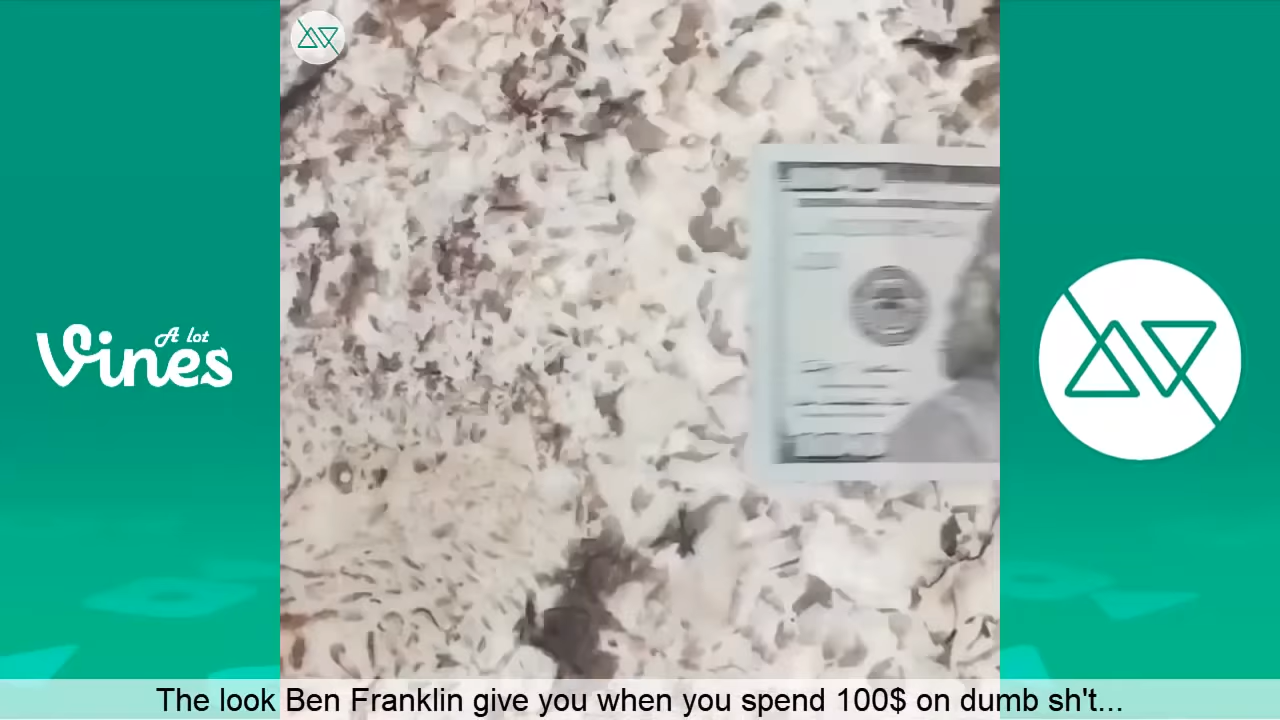 A lot
Vines
The look Ben Franklin give you when you spend 100$ on dumb sh't...